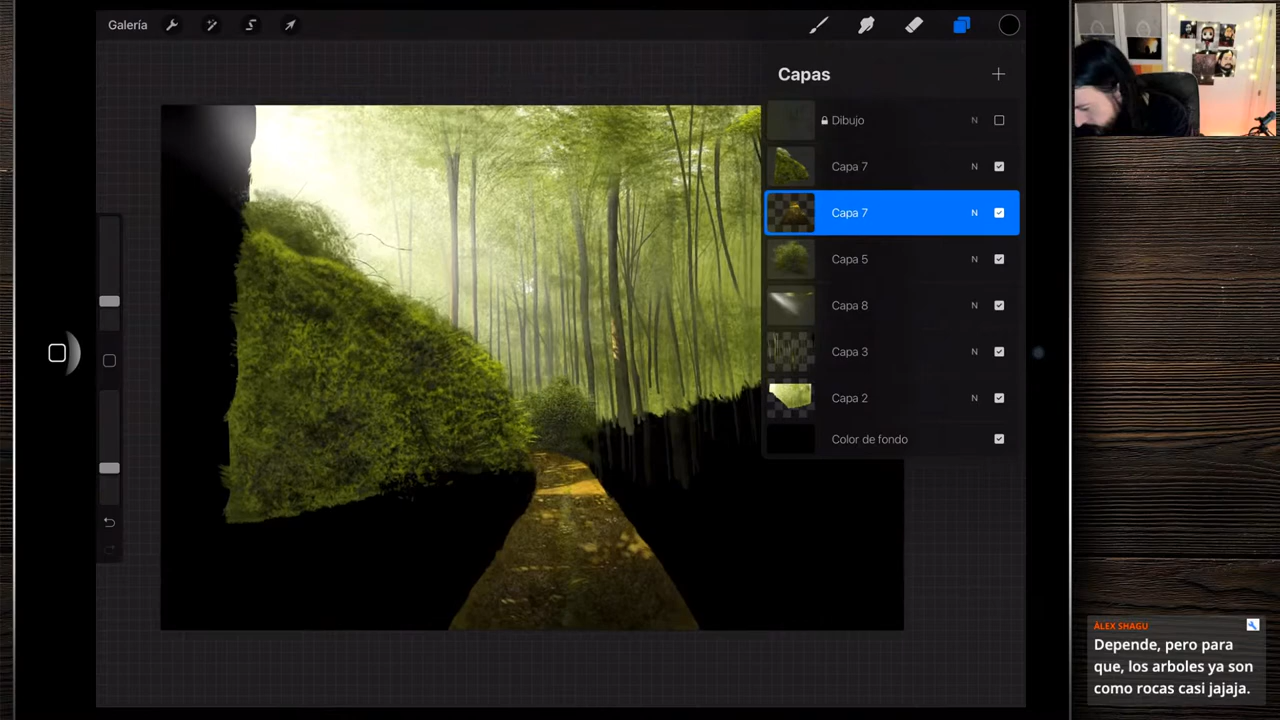 Galería
Capas
Dibujo N
Capa 7 N
Capa 7 N
Capa 5 N
Capa 8 N
Capa 3 N
Capa 2 N
Color de fondo
ÁLEX SHAGU
Depende, pero para
que, los arboles ya son
como rocas casi jajaja.